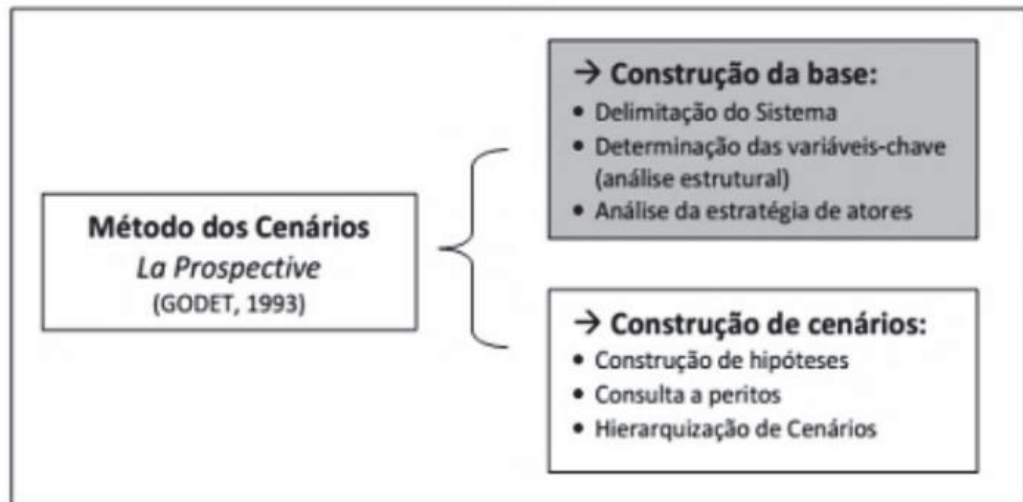 Método dos Cenários
La Prospective
(GODET, 1993)
→ Construção da base:
• Delimitação do Sistema
• Determinação das variáveis-chave
(análise estrutural)
• Análise da estratégia de atores
→ Construção de cenários:
• Construção de hipóteses
• Consulta a peritos
• Hierarquização de Cenários